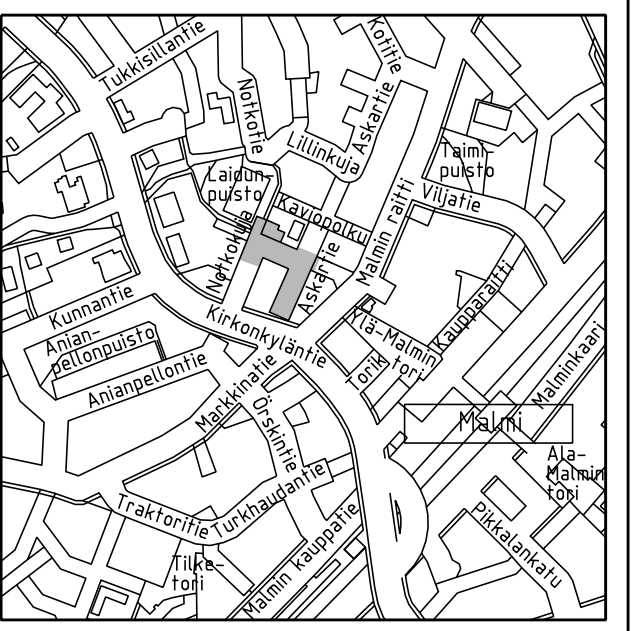 Tukkisillantie
Kotitie
Notkotie
Askartie
Lillinkuja
Taimi-
puisto
Laidun-
puisto
Viljatie
Kaviopolku
Notkokuja
Malmin raitti
Askartie
Kunnantie
Kirkonkyläntie
Ylä-Malmin
tori
Kaupparaitti
Anian-
pellonpuisto
Torik
Malminkaari
Anianpellontie
Markkinatie
Örskintie
Malmi
Ala-
Malmin
tori
Traktoritie
Turkhaudantie
Pikkalankatu
Tilke-
tori
Malmin kauppatie